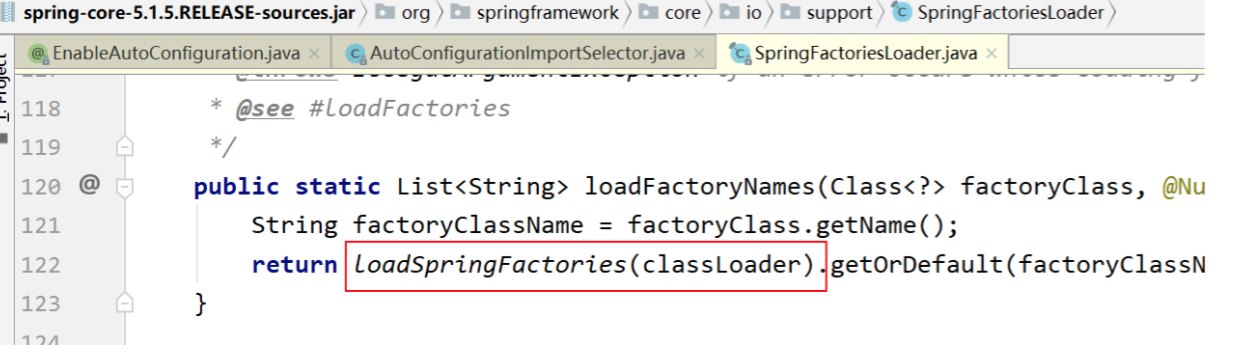 spring-core-5.1.5.RELEASE-sources.jar org springframework core io support SpringFactoriesLoader
EnableAutoConfiguration.java × AutoConfigurationImportSelector.java × SpringFactoriesLoader.java ×
1: Project
118 * @see #loadFactories
119 */
120 @ public static List<String> loadFactoryNames(Class<?> factoryClass, @Nu
121 String factoryClassName = factoryClass.getName();
122 return loadSpringFactories(classLoader).getOrDefault(factoryClassN
123 }
124